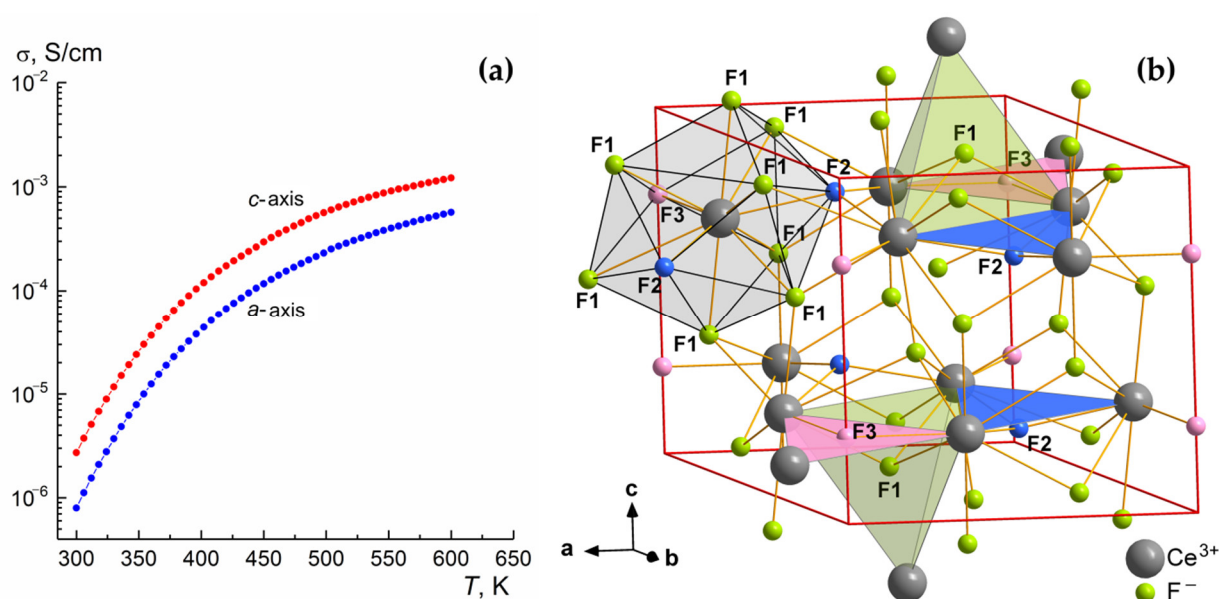 (a)
σ, S/cm
10⁻²
10⁻³
10⁻⁴
10⁻⁵
10⁻⁶
c-axis
a-axis
300 350 400 450 500 550 600 650
T, K
(b)
F1
F1
F1
F1
F2
F3
F1
F2
F1
F1
F1
F1
F3
F2
F3
F2
F1
c
a
b
Ce³⁺
F⁻